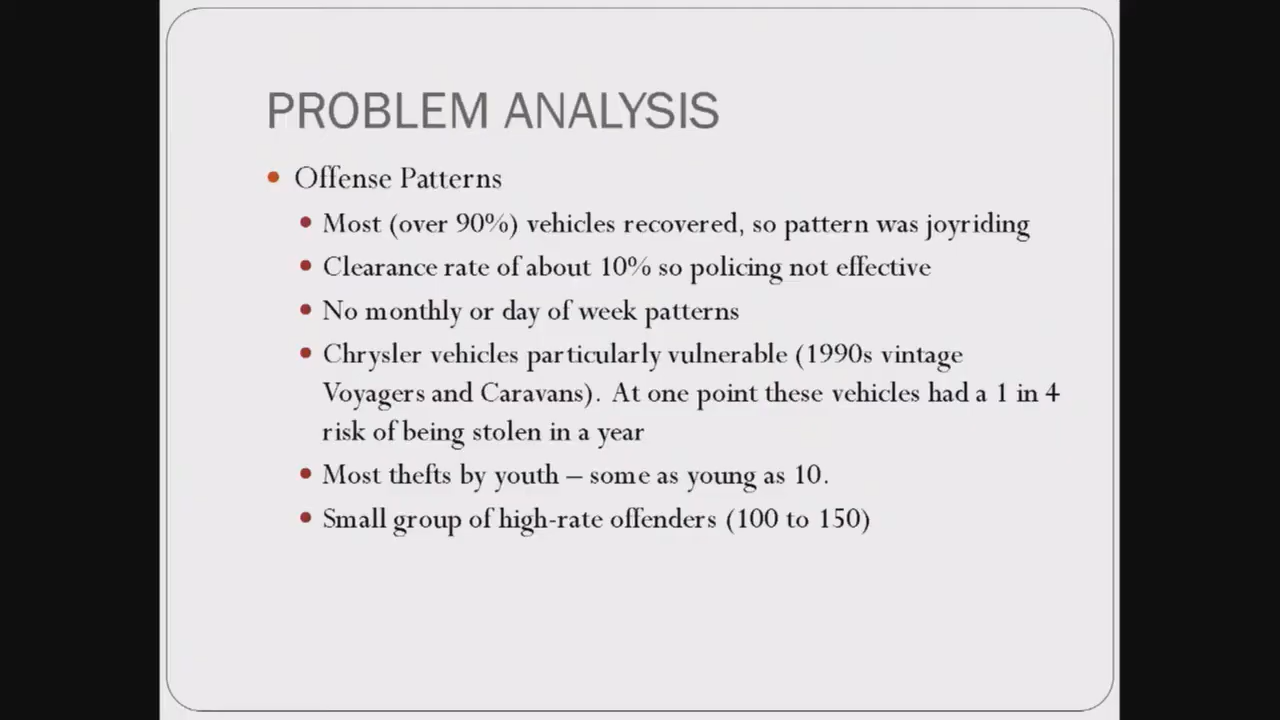 PROBLEM ANALYSIS
Offense Patterns
Most (over 90%) vehicles recovered, so pattern was joyriding
Clearance rate of about 10% so policing not effective
No monthly or day of week patterns
Chrysler vehicles particularly vulnerable (1990s vintage
Voyagers and Caravans). At one point these vehicles had a 1 in 4
risk of being stolen in a year
Most thefts by youth – some as young as 10.
Small group of high-rate offenders (100 to 150)